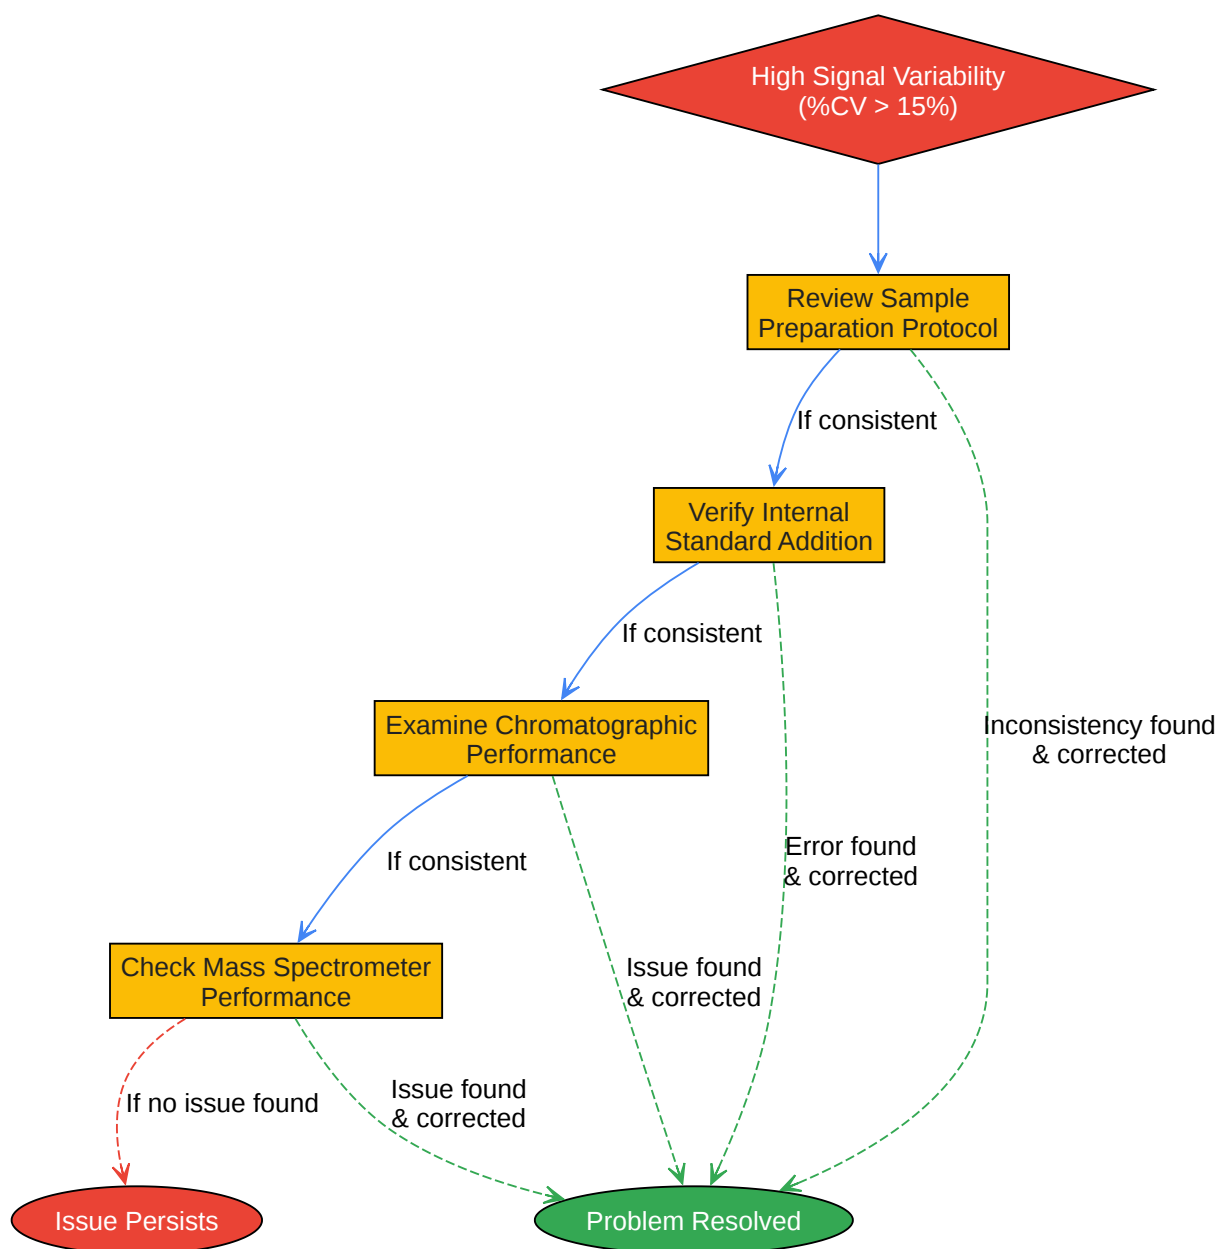 High Signal Variability
(%CV > 15%)
Review Sample
Preparation Protocol
If consistent
Verify Internal
Standard Addition
If consistent
Examine Chromatographic
Performance
Inconsistency found
& corrected
If consistent
Error found
& corrected
Check Mass Spectrometer
Performance
Issue found
& corrected
If no issue found
Issue found
& corrected
Issue Persists
Problem Resolved